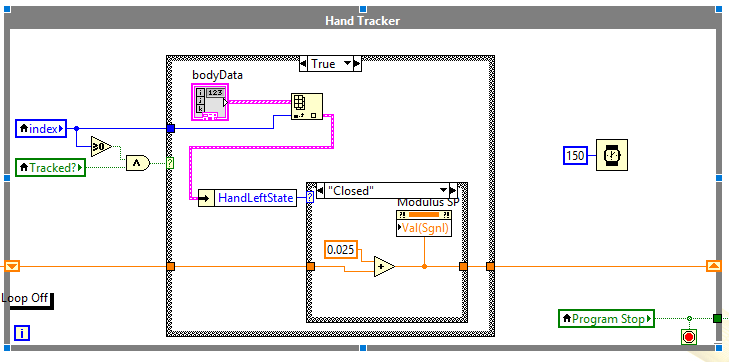 Hand Tracker
True
bodyData
123
index
>0
Tracked?
?
HandLeftState
?
"Closed"
Modulus SP
?!
?!
Val(Sgnl)
0.025
+
150
Loop Off
i
Program Stop